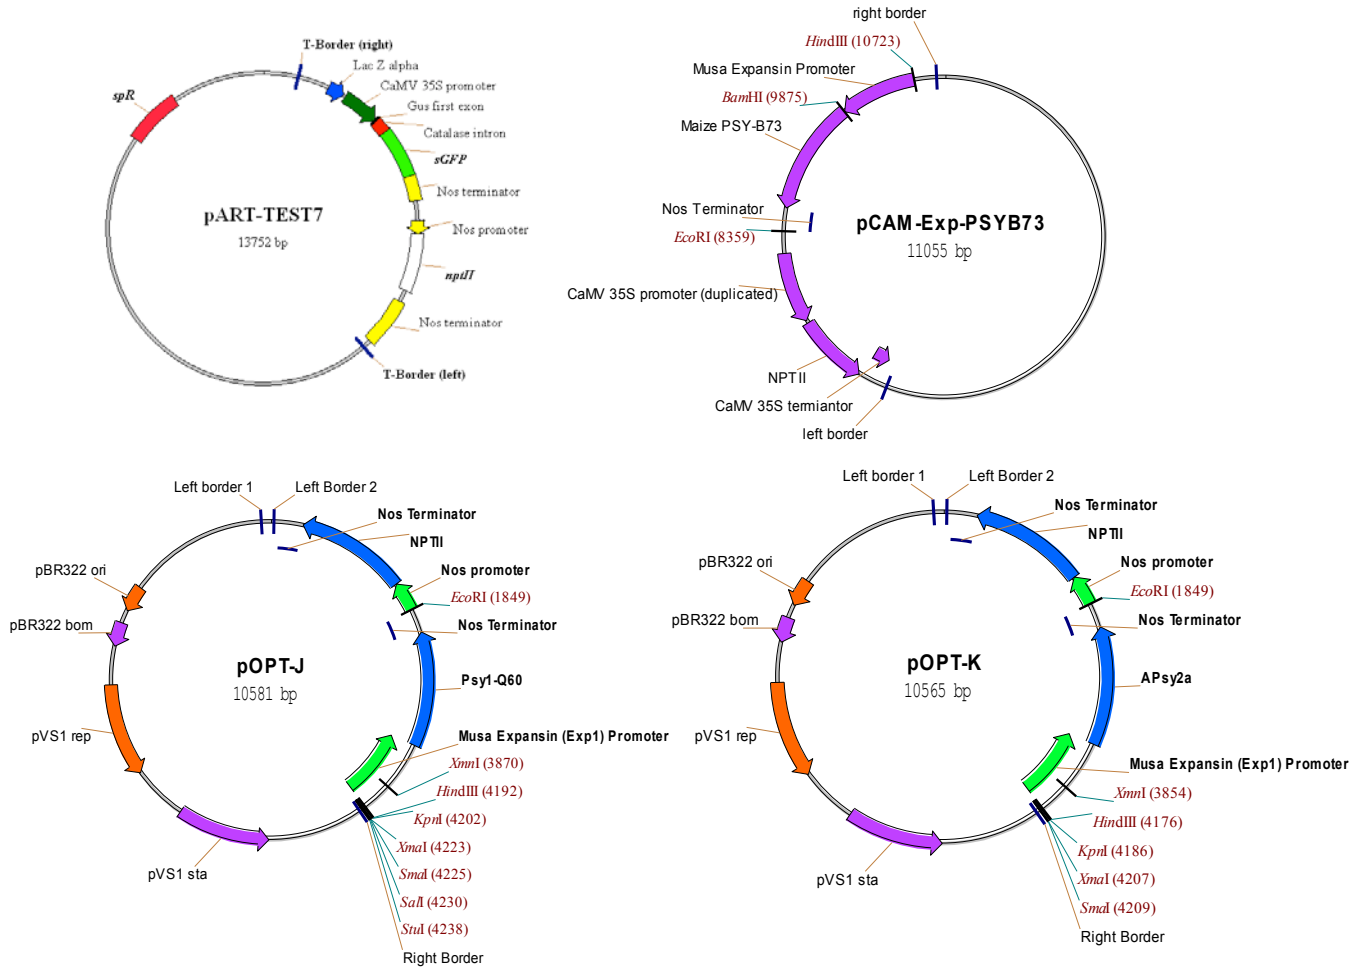 T-Border (right)
Lac Z alpha
CaMV 35S promoter
Gus first exon
Catalase intron
sGFP
Nos terminator
Nos promoter
nptII
Nos terminator
T-Border (left)
spR
pART-TEST7
13752 bp
right border
HindIII (10723)
Musa Expansin Promoter
BamHI (9875)
Maize PSY-B73
Nos Terminator
EcoRI (8359)
CaMV 35S promoter (duplicated)
NPTII
CaMV 35S termiantor
left border
pCAM-Exp-PSYB73
11055 bp
Left border 1
Left Border 2
Nos Terminator
NPTII
Nos promoter
EcoRI (1849)
Nos Terminator
Psy1-Q60
Musa Expansin (Exp1) Promoter
XmnI (3870)
HindIII (4192)
KpnI (4202)
XmaI (4223)
SmaI (4225)
SalI (4230)
StuI (4238)
Right Border
pBR322 ori
pBR322 bom
pVS1 rep
pVS1 sta
pOPT-J
10581 bp
Left border 1
Left Border 2
Nos Terminator
NPTII
Nos promoter
EcoRI (1849)
Nos Terminator
APsy2a
Musa Expansin (Exp1) Promoter
XmnI (3854)
HindIII (4176)
KpnI (4186)
XmaI (4207)
SmaI (4209)
Right Border
pBR322 ori
pBR322 bom
pVS1 rep
pVS1 sta
pOPT-K
10565 bp